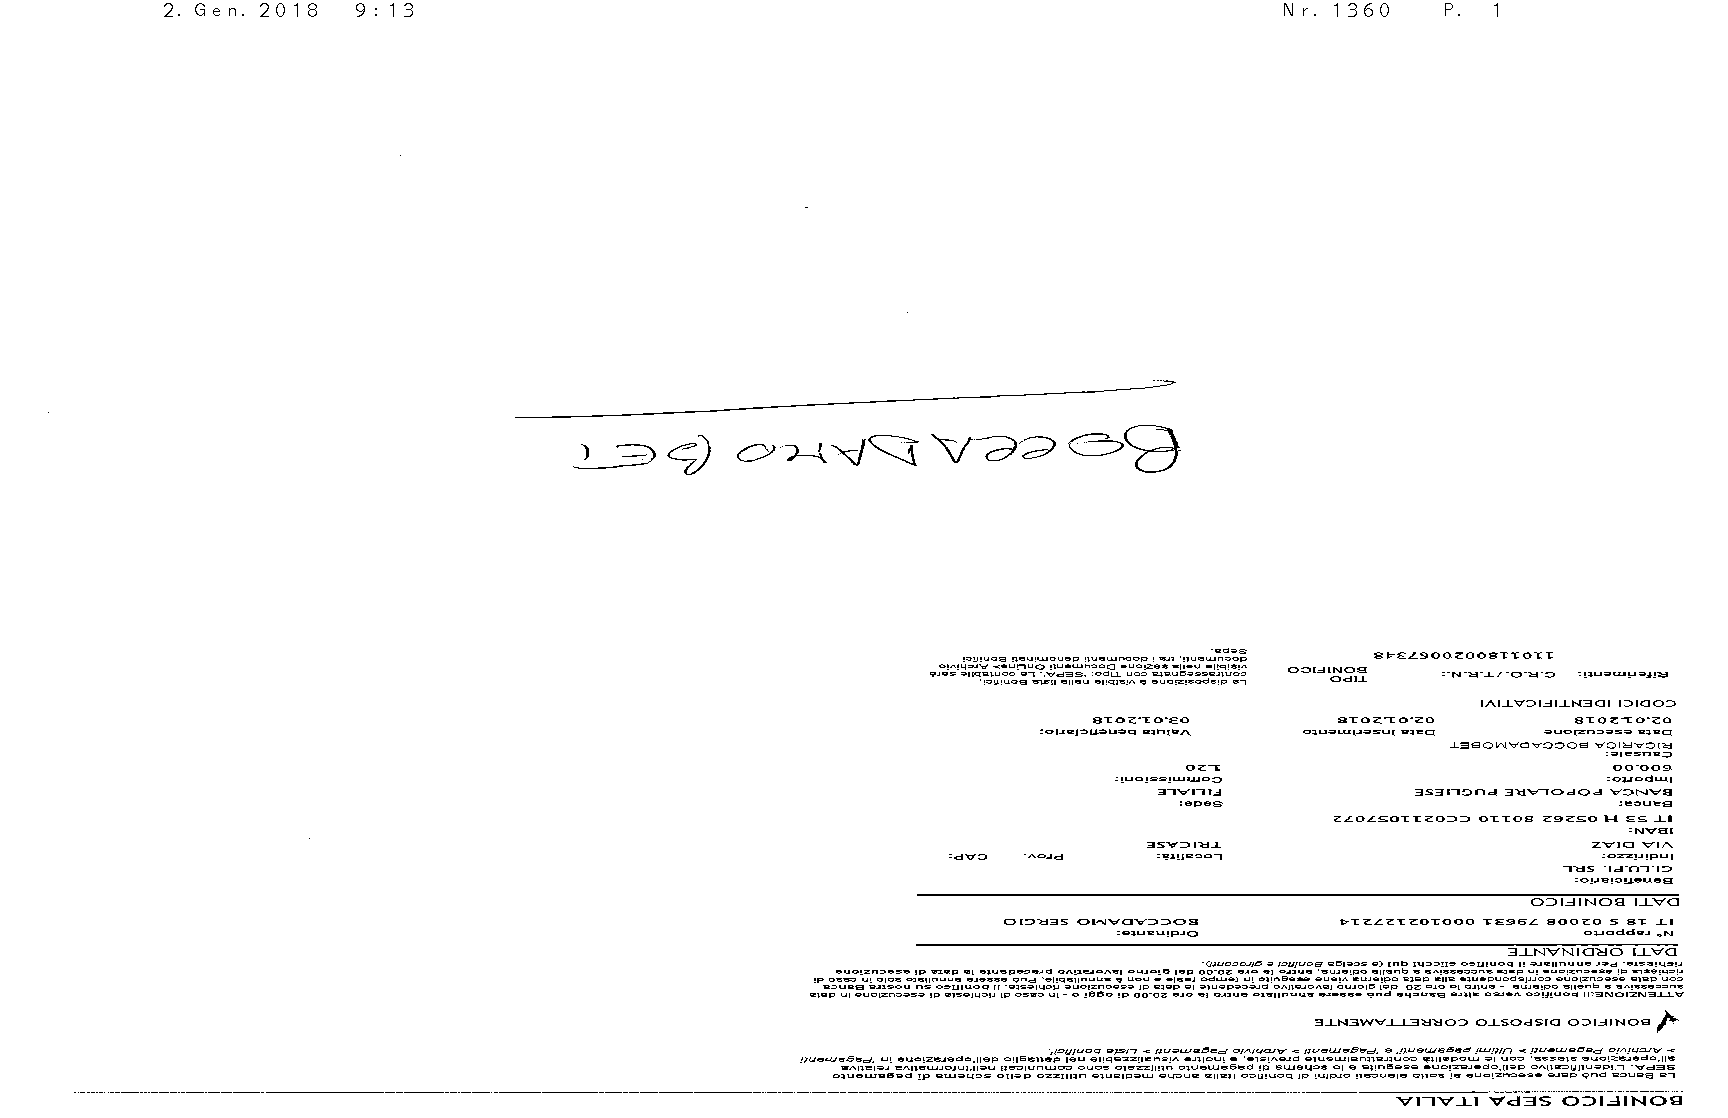 2. Gen. 2018 9:13 Nr. 1360 P. 1
BONIFICO SEPA ITALIA
La Banca può dare esecuzione ai sotto elencati ordini di bonifico Italia anche mediante utilizzo dello schema di pagamento
SEPA. L'identificativo dell'operazione eseguita e lo schema di pagamento utilizzato sono comunicati nell'informativa relativa
all'operazione stessa, con le modalità contrattualmente previste, e inoltre visualizzabile nel dettaglio dell'operazione in "Pagamenti
> Archivio Pagamenti > Ultimi pagamenti" e "Pagamenti > Archivio Pagamenti > Liste bonifici".
BONIFICO DISPOSTO CORRETTAMENTE
ATTENZIONE:Il bonifico verso altre Banche può essere annullato entro le ore 20.00 di oggi o - in caso di richiesta di esecuzione in data
successiva a quella odierna - entro le ore 20 del giorno lavorativo precedente la data di esecuzione richiesta. Il bonifico su nostra Banca
con data esecuzione corrispondente alla data odierna viene eseguito in tempo reale e non è annullabile. Può essere annullato solo in caso di
richiesta di esecuzione in data successiva a quella odierna, entro le ore 20.00 del giorno lavorativo precedente la data di esecuzione
richiesta. Per annullare il bonifico clicchi qui (e scelga Bonifici e giroconti).
DATI ORDINANTE
N° rapporto Ordinante:
IT 18 S 02008 79631 000102127217 BOCCADAMO SERGIO
DATI BONIFICO
Beneficiario:
GI.LU.PI. SRL
Indirizzo: Località: Prov. CAP:
VIA DIAZ TRICASE
IBAN:
IT 53 H 05262 80110 CC0211057072
Banca: Sede:
BANCA POPOLARE PUGLIESE FILIALE
Importo: Commissioni:
600.00 1.20
Causale:
RICARICA BOCCADAMOBET
Data esecuzione Data inserimento Valuta beneficiario:
02.01.2018 02.01.2018 03.01.2018
CODICI IDENTIFICATIVI
Riferimenti: C.R.O./T.R.N.: TIPO BONIFICO
1101180020067348
La disposizione è visibile nella lista Bonifici,
contrassegnata con Tipo: "SEPA". La contabile sarà
visibile nella sezione Documenti OnLine> Archivio
documenti, tra i documenti denominati Bonifici
Sepa.
BOCCADAMO BET